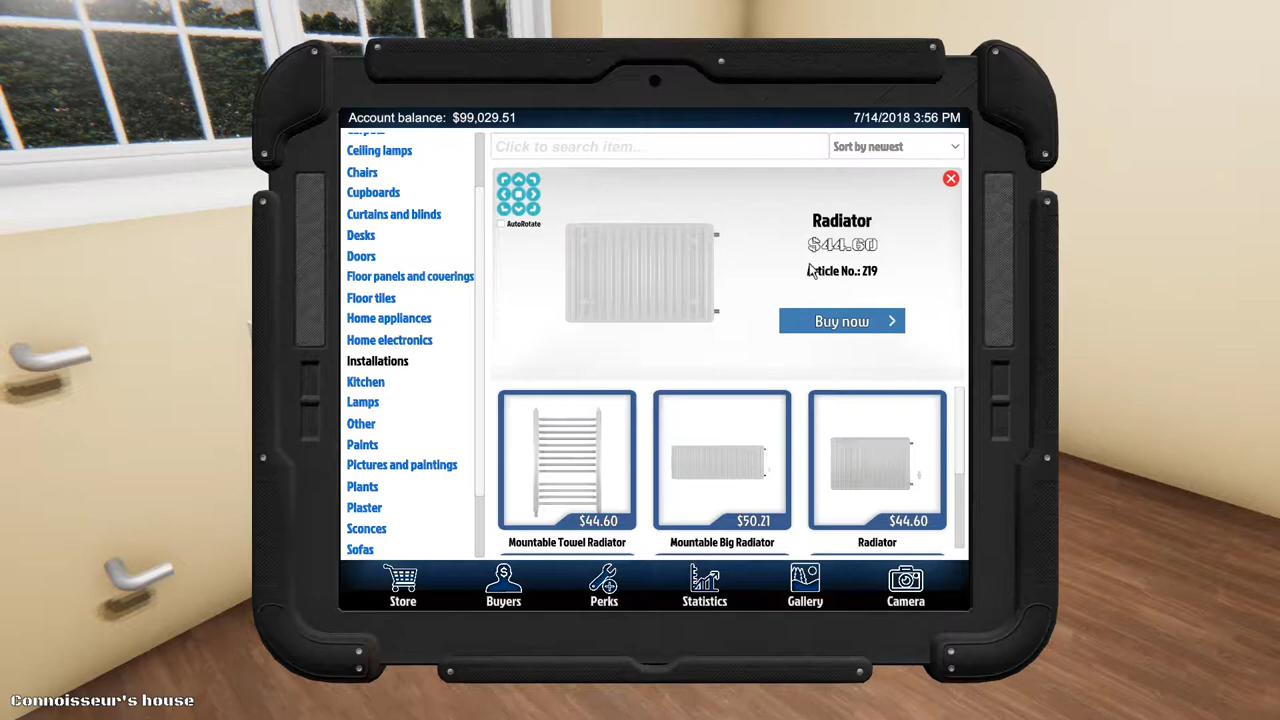 Account balance: $99,029.51
7/14/2018 3:56 PM
Ceiling lamps
Chairs
Cupboards
Curtains and blinds
Desks
Doors
Floor panels and coverings
Floor tiles
Home appliances
Home electronics
Installations
Kitchen
Lamps
Other
Paints
Pictures and paintings
Plants
Plaster
Sconces
Sofas
Click to search item...
Sort by newest
AutoRotate
Radiator
$44.60
Article No.: Z19
Buy now
$44.60
$50.21
$44.60
Mountable Towel Radiator
Mountable Big Radiator
Radiator
Store
Buyers
Perks
Statistics
Gallery
Camera
Connoisseur's house